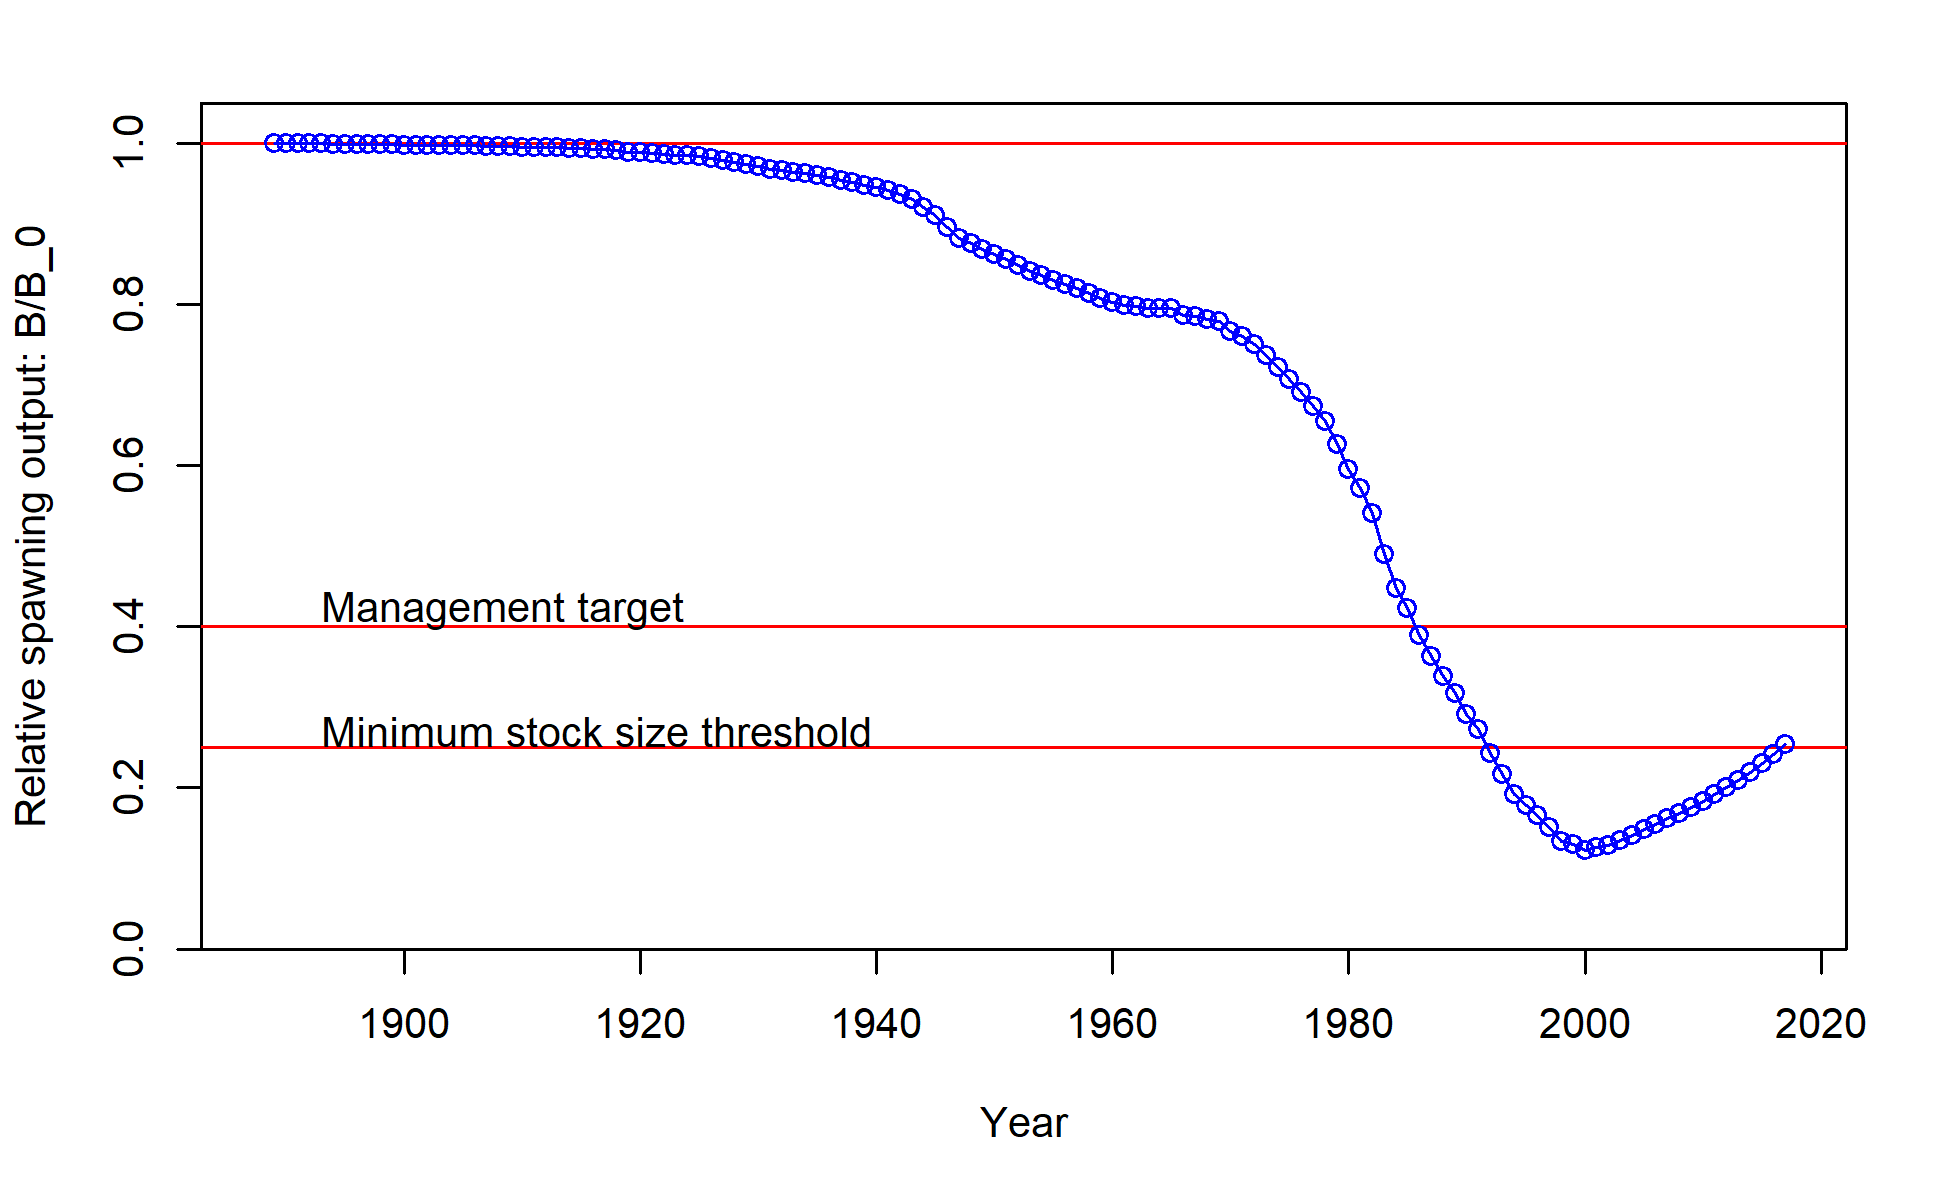 Relative spawning output: B/B_0
1.0
0.8
0.6
0.4
0.2
0.0
Management target
Minimum stock size threshold
1900 1920 1940 1960 1980 2000 2020
Year